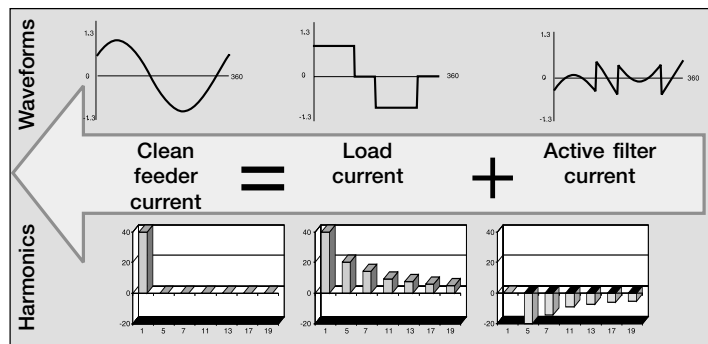 Waveforms
1.3
0
-1.3
360
1.3
0
-1.3
360
1.3
0
-1.3
360
Clean
feeder
current
=
Load
current
+
Active filter
current
Harmonics
40
20
0
-20
1 5 7 11 13 17 19
40
20
0
-20
1 5 7 11 13 17 19
40
20
0
-20
1 5 7 11 13 17 19